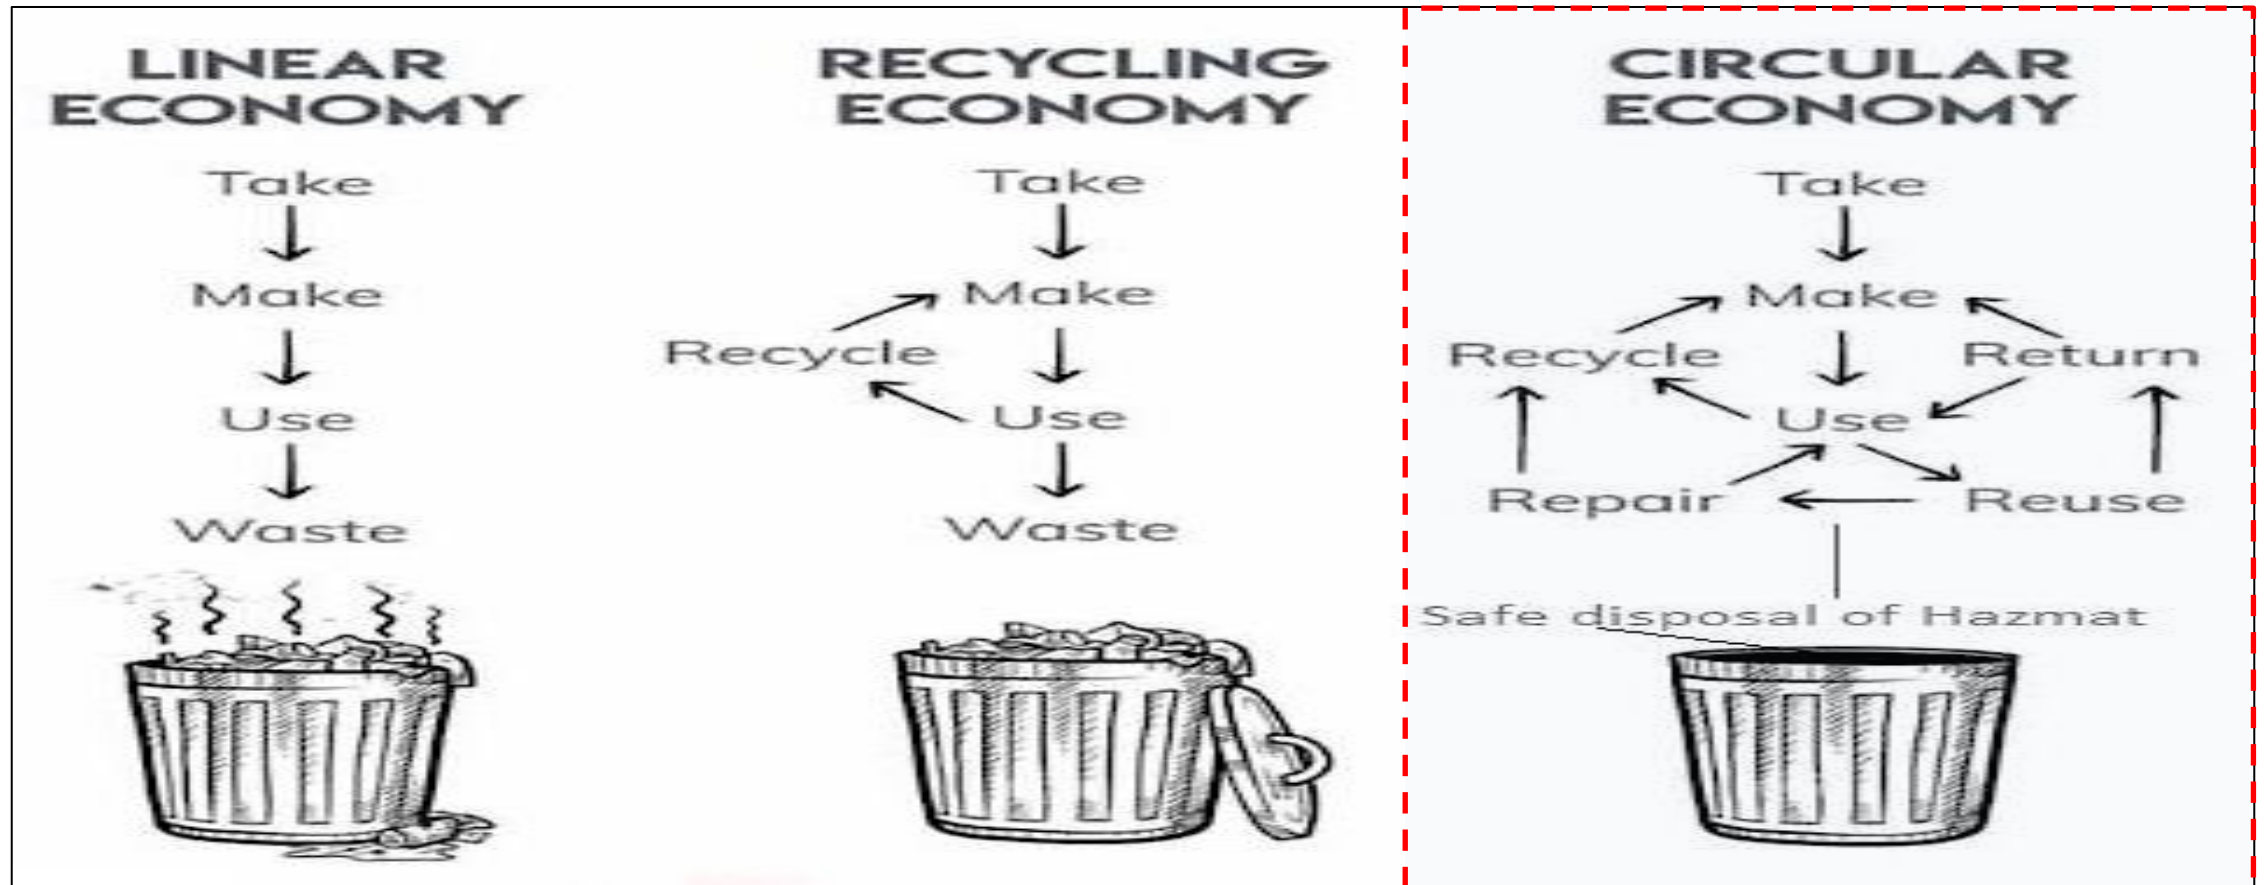 LINEAR
ECONOMY
Take
Make
Use
Waste
RECYCLING
ECONOMY
Take
Make
Recycle
Use
Waste
CIRCULAR
ECONOMY
Take
Make
Recycle
Return
Use
Repair
Reuse
Safe disposal of Hazmat